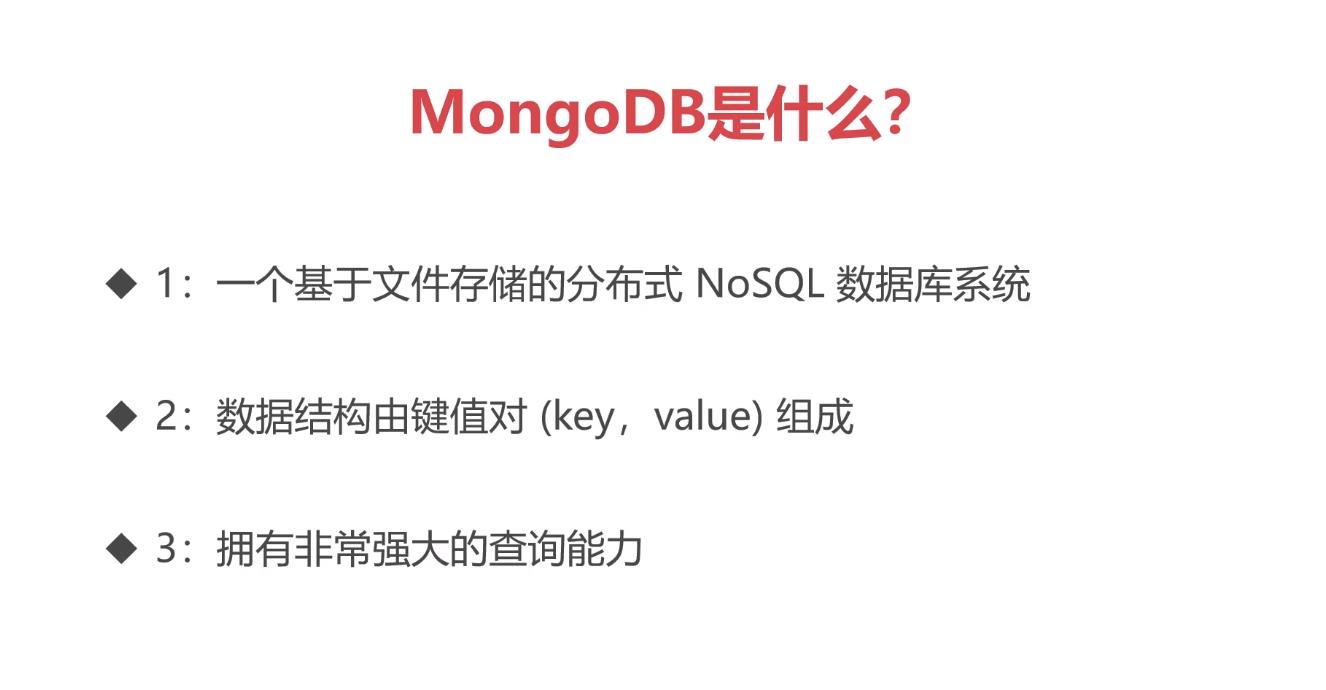 MongoDB是什么？
◆ 1：一个基于文件存储的分布式 NoSQL 数据库系统
◆ 2：数据结构由键值对 (key，value) 组成
◆ 3：拥有非常强大的查询能力